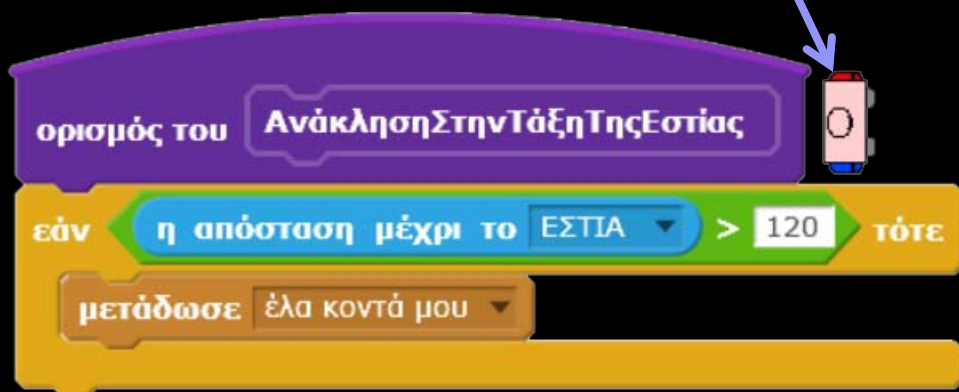 ορισμός του ΑνάκλησηΣτηνΤάξηΤηςΕστίας
εάν η απόσταση μέχρι το ΕΣΤΙΑ > 120 τότε
μετάδωσε έλα κοντά μου